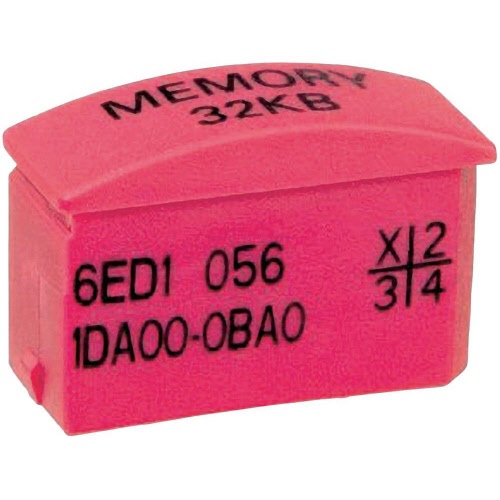 MEMORY
32KB
6ED1 056
1DA00-0BA0
X 2
3 4